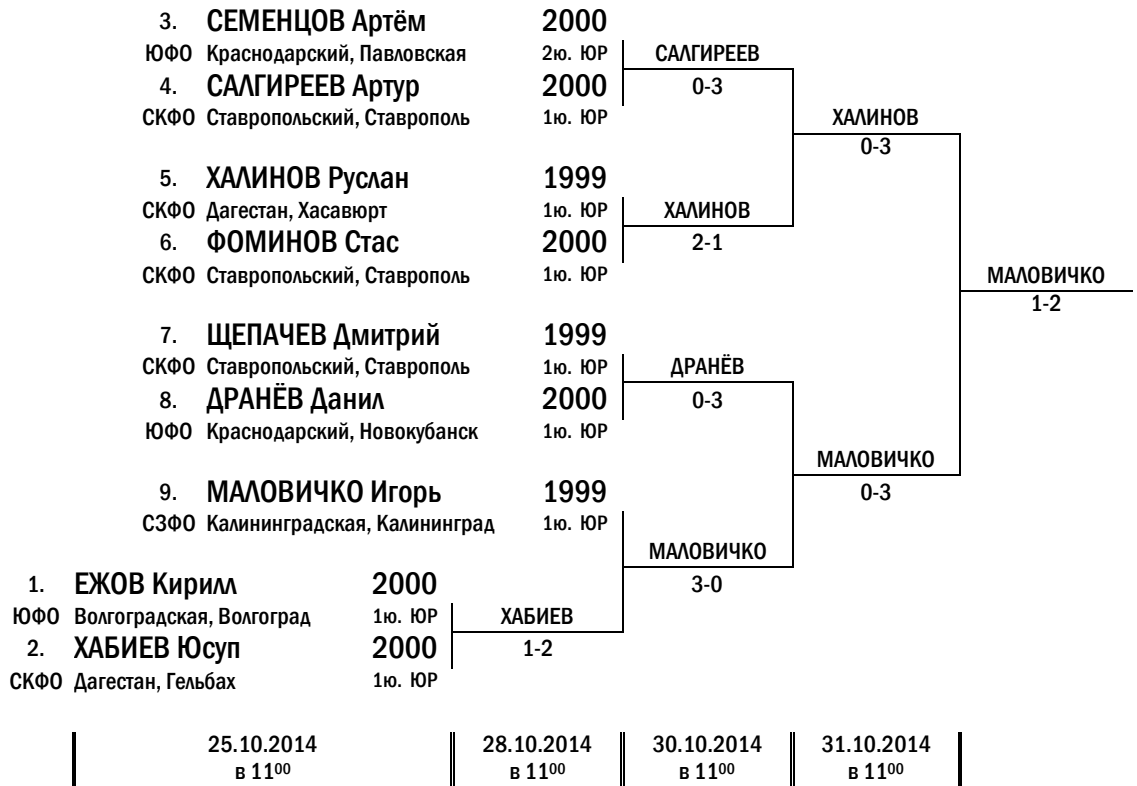 3. СЕМЕНЦОВ Артём 2000
ЮФО Краснодарский, Павловская 2ю. ЮР САЛГИРЕЕВ
4. САЛГИРЕЕВ Артур 2000 0-3
СКФО Ставропольский, Ставрополь 1ю. ЮР ХАЛИНОВ
0-3
5. ХАЛИНОВ Руслан 1999
СКФО Дагестан, Хасавюрт 1ю. ЮР ХАЛИНОВ
6. ФОМИНОВ Стас 2000 2-1
СКФО Ставропольский, Ставрополь 1ю. ЮР МАЛОВИЧКО
1-2
7. ЩЕПАЧЕВ Дмитрий 1999
СКФО Ставропольский, Ставрополь 1ю. ЮР ДРАНЁВ
8. ДРАНЁВ Данил 2000 0-3
ЮФО Краснодарский, Новокубанск 1ю. ЮР
МАЛОВИЧКО
9. МАЛОВИЧКО Игорь 1999 0-3
СЗФО Калининградская, Калининград 1ю. ЮР
МАЛОВИЧКО
1. ЕЖОВ Кирилл 2000 3-0
ЮФО Волгоградская, Волгоград 1ю. ЮР ХАБИЕВ
2. ХАБИЕВ Юсуп 2000 1-2
СКФО Дагестан, Гельбах 1ю. ЮР
25.10.2014 28.10.2014 30.10.2014 31.10.2014
в 11⁰⁰ в 11⁰⁰ в 11⁰⁰ в 11⁰⁰